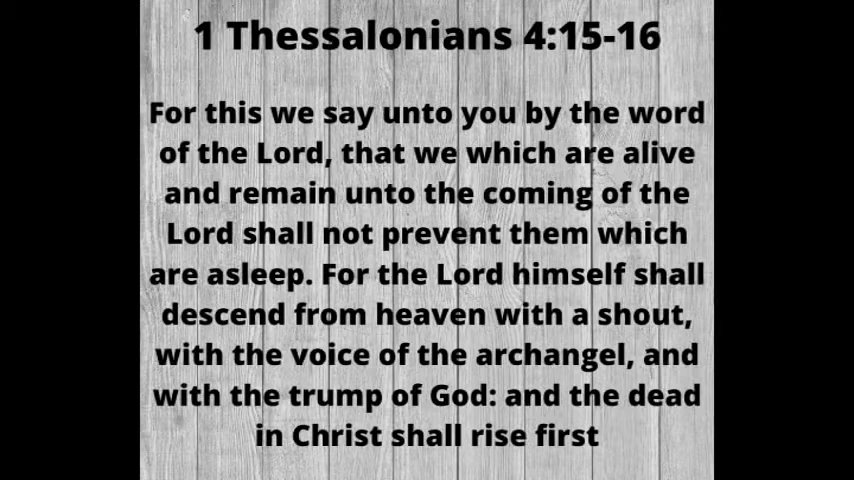 1 Thessalonians 4:15-16
For this we say unto you by the word
of the Lord, that we which are alive
and remain unto the coming of the
Lord shall not prevent them which
are asleep. For the Lord himself shall
descend from heaven with a shout,
with the voice of the archangel, and
with the trump of God: and the dead
in Christ shall rise first